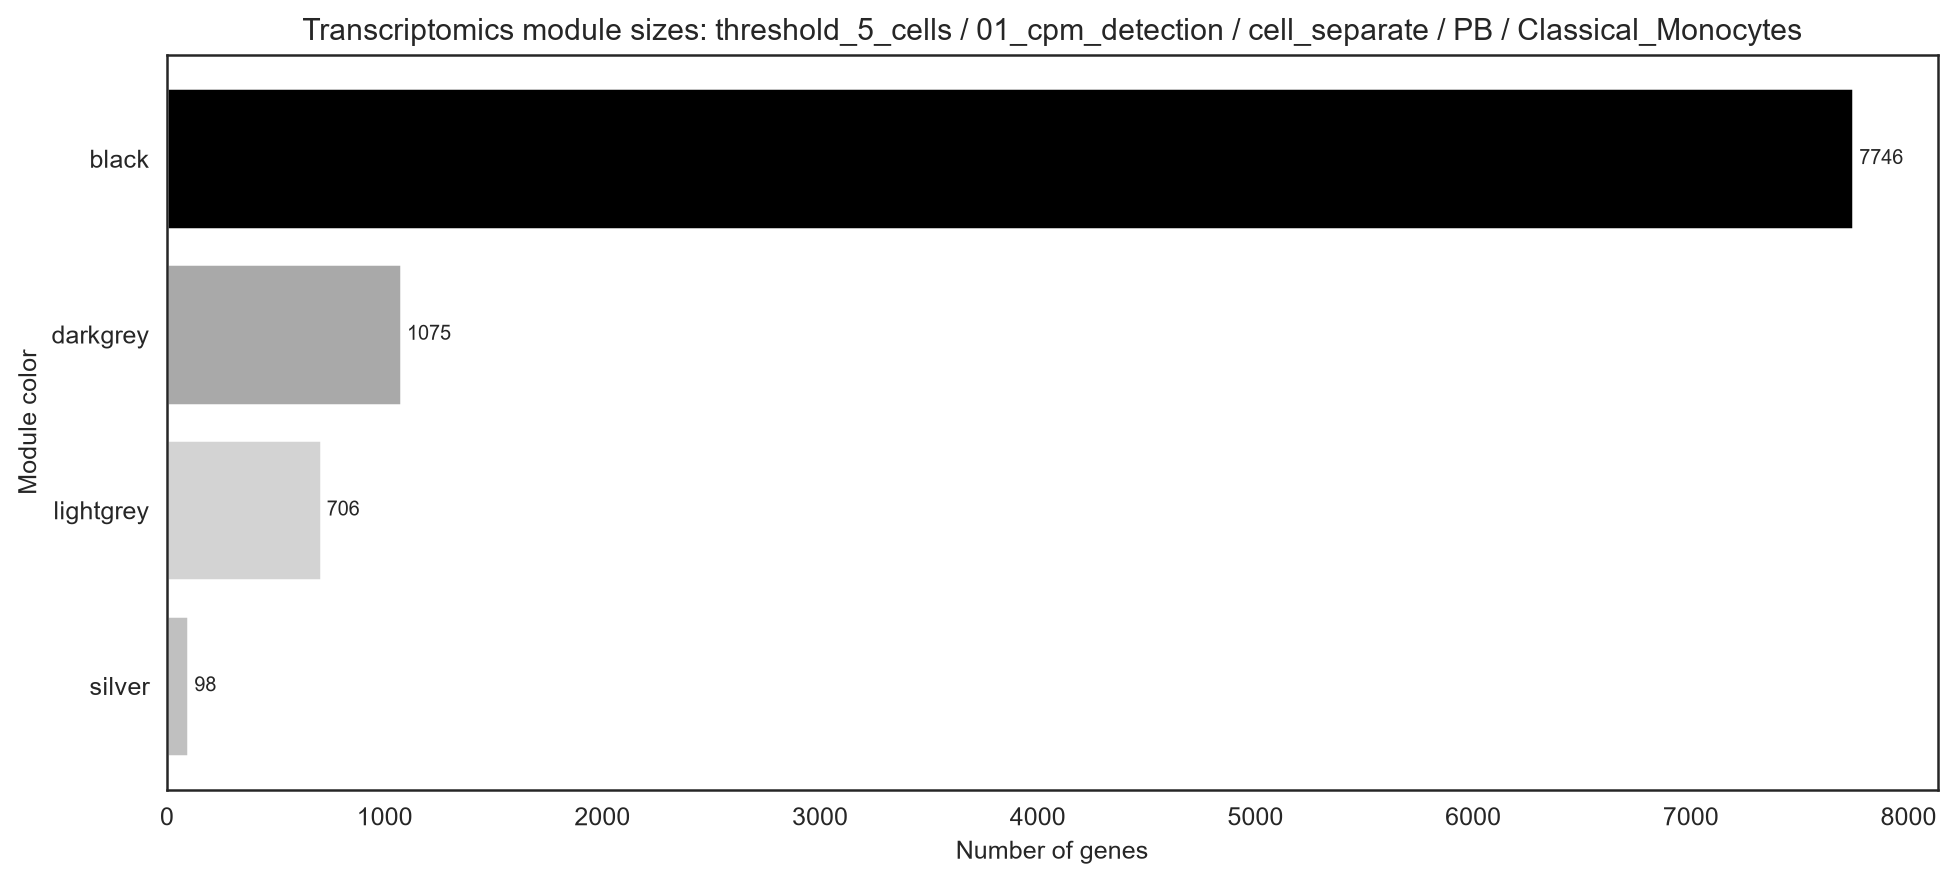 Transcriptomics module sizes: threshold_5_cells / 01_cpm_detection / cell_separate / PB / Classical_Monocytes
Module color
black
7746
darkgrey
1075
lightgrey
706
silver
98
0 1000 2000 3000 4000 5000 6000 7000 8000
Number of genes